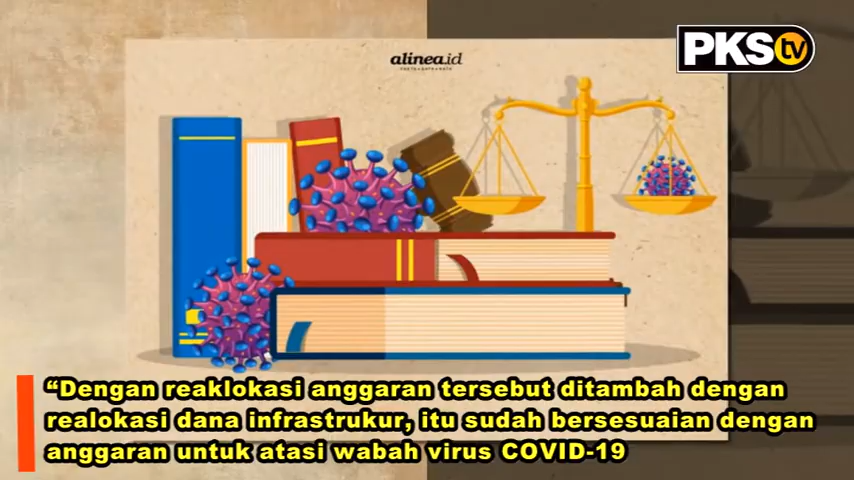 alinea.id
PKStv
“Dengan reaklokasi anggaran tersebut ditambah dengan
realokasi dana infrastrukur, itu sudah bersesuaian dengan
anggaran untuk atasi wabah virus COVID-19